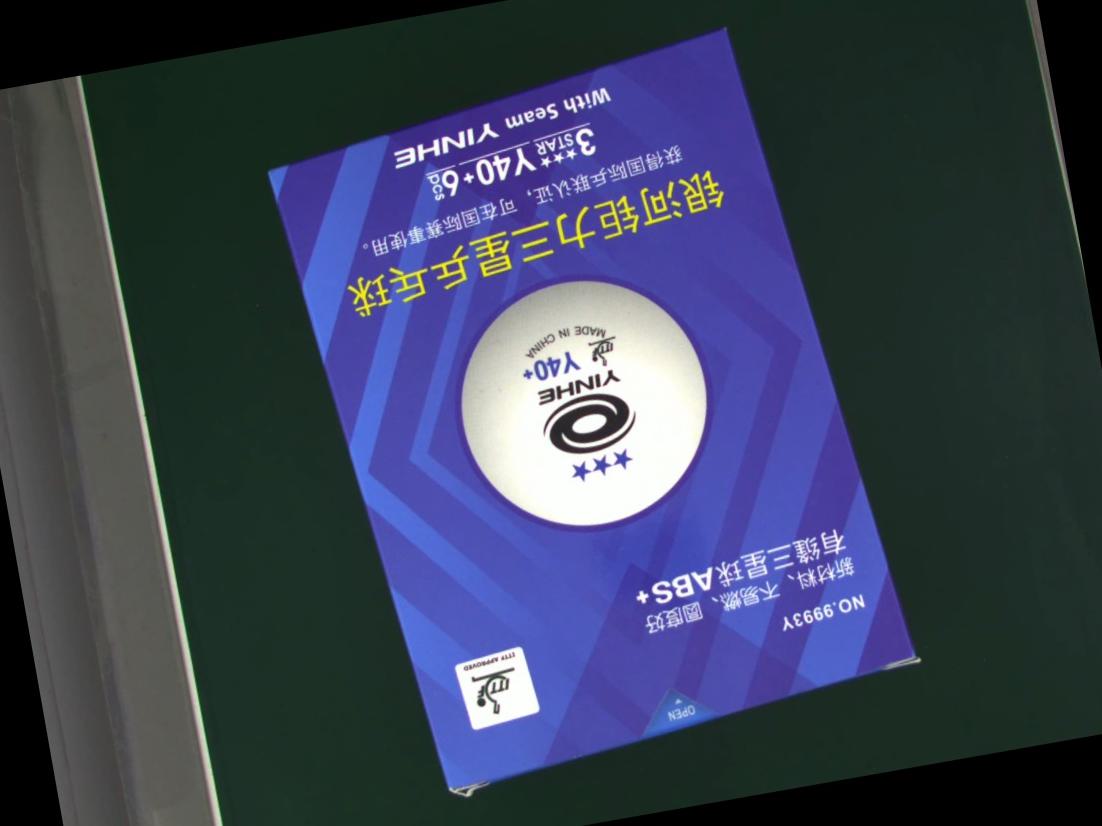 NO.9993Y
新材料、不易燃、圆度好
有缝三星球ABS+
OPEN
ITTF APPROVED
★★★
YINHE
Y40+
MADE IN CHINA
银河钜力三星乒乓球
获得国际乒联认证，可在国际赛事使用。
3 STAR ★★★ Y40+ 6 PCS
With Seam YINHE